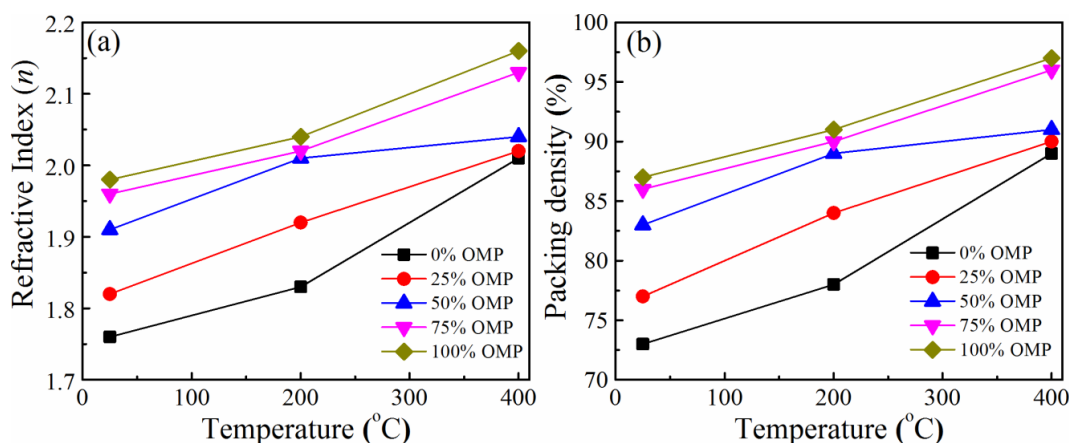 (a)
Refractive Index (n)
2.2
2.1
2.0
1.9
1.8
1.7
0% OMP
25% OMP
50% OMP
75% OMP
100% OMP
0 100 200 300 400
Temperature (°C)
(b)
Packing density (%)
100
95
90
85
80
75
70
0% OMP
25% OMP
50% OMP
75% OMP
100% OMP
0 100 200 300 400
Temperature (°C)